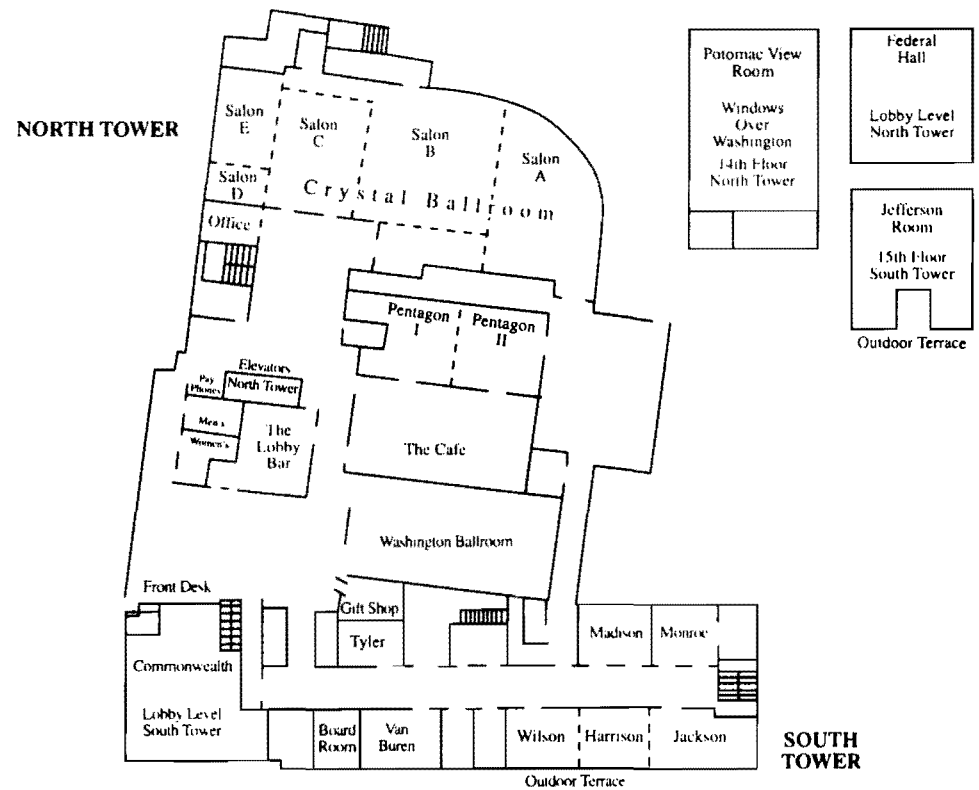 NORTH TOWER
Salon
E
Salon
C
Salon
B
Salon
A
Salon
D
Crystal Ballroom
Office
Potomac View
Room
Windows
Over
Washington
14th Floor
North Tower
Federal
Hall
Lobby Level
North Tower
Jefferson
Room
15th Floor
South Tower
Outdoor Terrace
Pentagon
I
Pentagon
II
Elevators
North Tower
Pay
Phones
Men's
Women's
The
Lobby
Bar
The Cafe
Washington Ballroom
Front Desk
Gift Shop
Tyler
Madison
Monroe
Commonwealth
Lobby Level
South Tower
Board
Room
Van
Buren
Wilson
Harrison
Jackson
SOUTH
TOWER
Outdoor Terrace